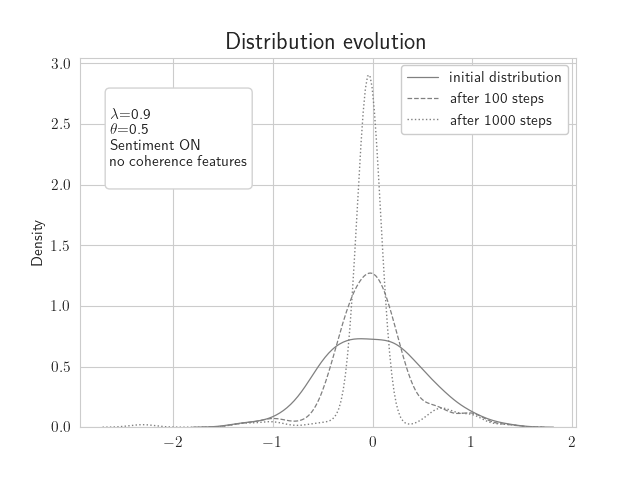 Distribution evolution
3.0
2.5
2.0
1.5
1.0
0.5
0.0
Density
λ=0.9
θ=0.5
Sentiment ON
no coherence features
initial distribution
after 100 steps
after 1000 steps
−2 −1 0 1 2